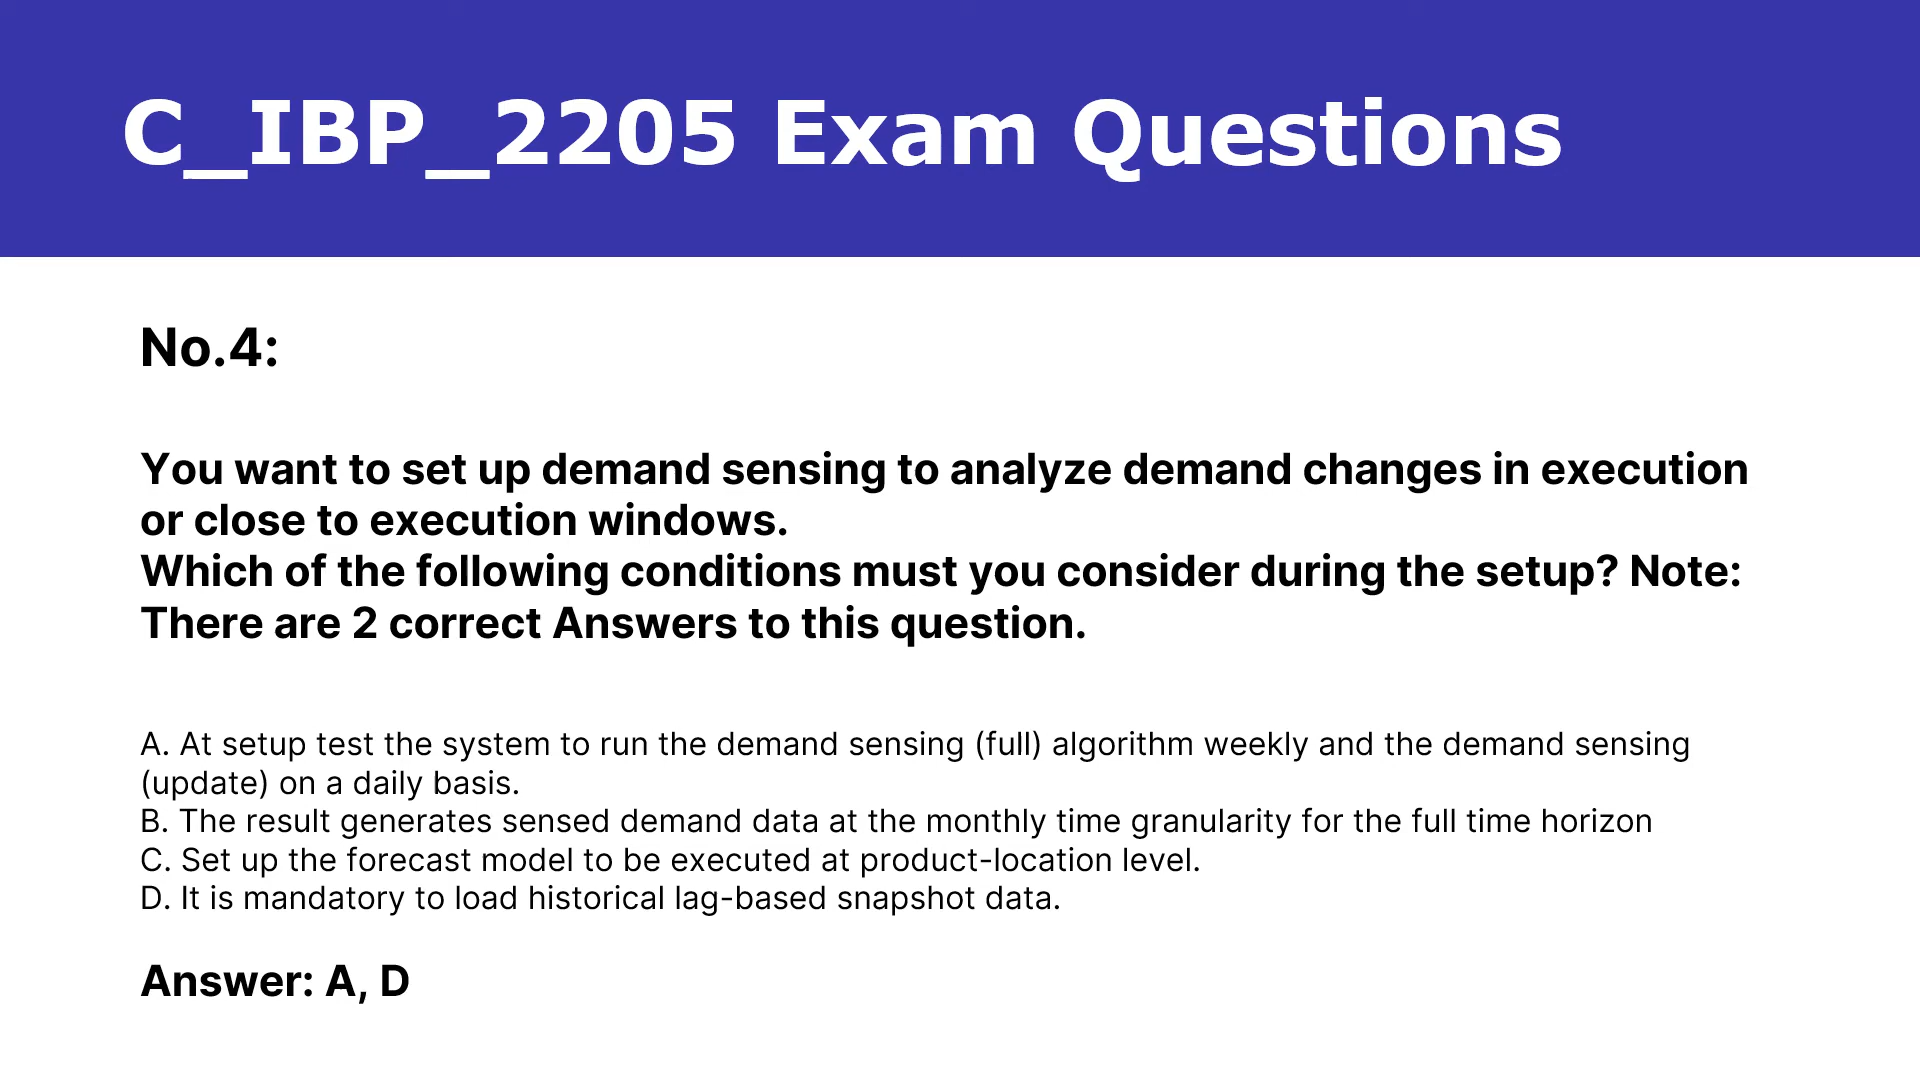 C_IBP_2205 Exam Questions
No.4:
You want to set up demand sensing to analyze demand changes in execution
or close to execution windows.
Which of the following conditions must you consider during the setup? Note:
There are 2 correct Answers to this question.
A. At setup test the system to run the demand sensing (full) algorithm weekly and the demand sensing
(update) on a daily basis.
B. The result generates sensed demand data at the monthly time granularity for the full time horizon
C. Set up the forecast model to be executed at product-location level.
D. It is mandatory to load historical lag-based snapshot data.
Answer: A, D